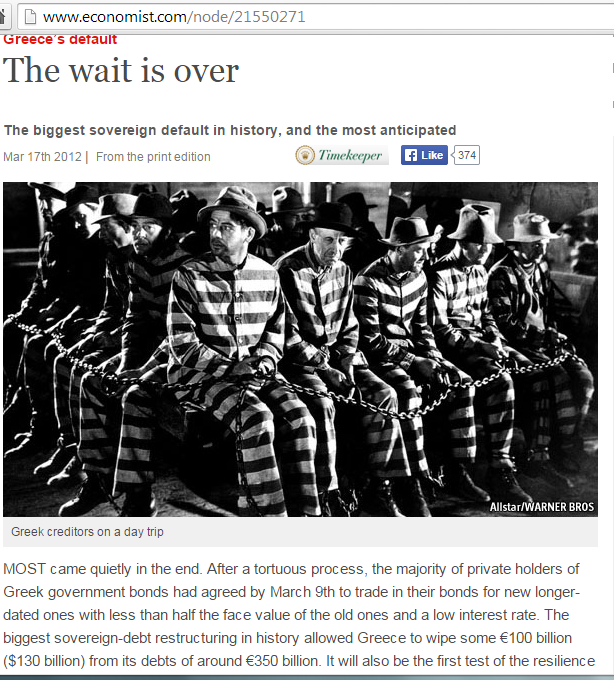 www.economist.com/node/21550271
Greece's default
The wait is over
The biggest sovereign default in history, and the most anticipated
Mar 17th 2012 | From the print edition
Timekeeper
Like
374
Allstar/WARNER BROS
Greek creditors on a day trip
MOST came quietly in the end. After a tortuous process, the majority of private holders of
Greek government bonds had agreed by March 9th to trade in their bonds for new longer-
dated ones with less than half the face value of the old ones and a low interest rate. The
biggest sovereign-debt restructuring in history allowed Greece to wipe some €100 billion
($130 billion) from its debts of around €350 billion. It will also be the first test of the resilience